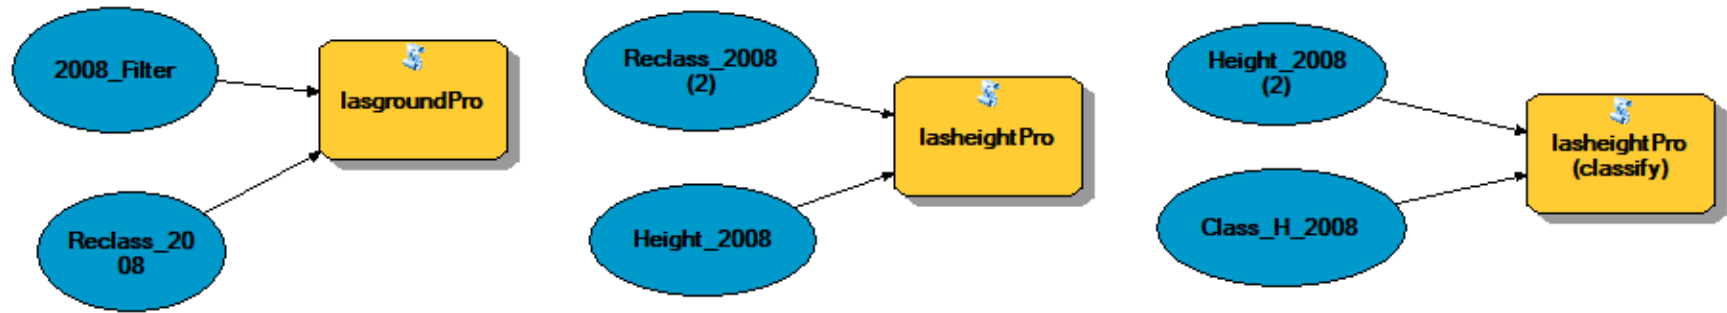 2008_Filter
lasgroundPro
Reclass_20
08
Reclass_2008
(2)
lasheightPro
Height_2008
Height_2008
(2)
lasheightPro
(classify)
Class_H_2008